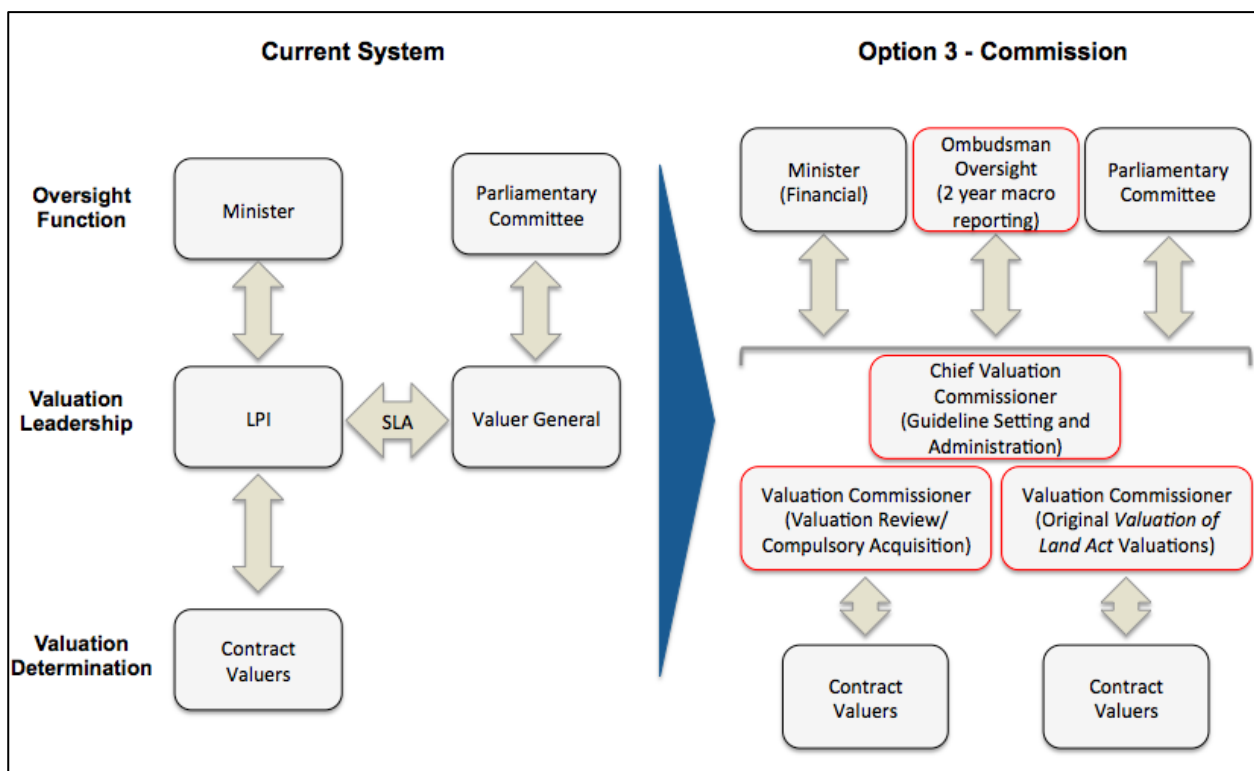 Current System
Option 3 - Commission
Oversight
Function
Minister
Parliamentary
Committee
Minister
(Financial)
Ombudsman
Oversight
(2 year macro
reporting)
Parliamentary
Committee
Valuation
Leadership
LPI
SLA
Valuer General
Chief Valuation
Commissioner
(Guideline Setting and
Administration)
Valuation Commissioner
(Valuation Review/
Compulsory Acquisition)
Valuation Commissioner
(Original Valuation of
Land Act Valuations)
Valuation
Determination
Contract
Valuers
Contract
Valuers
Contract
Valuers